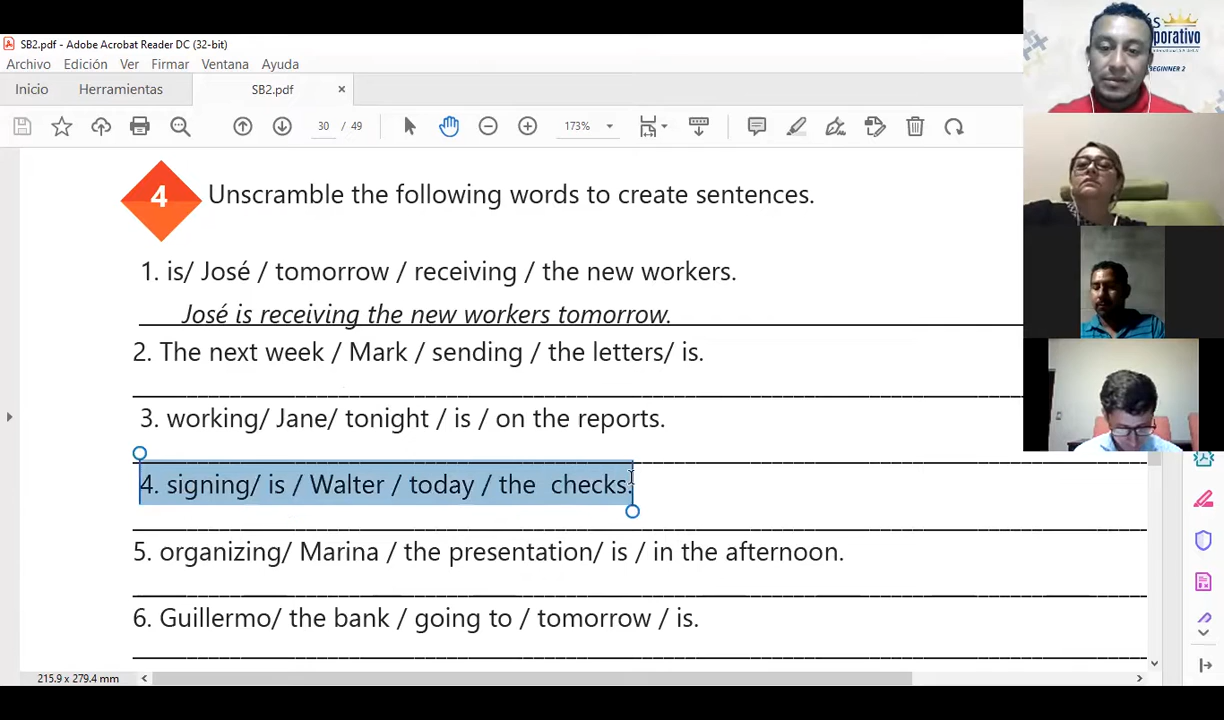 SB2.pdf - Adobe Acrobat Reader DC (32-bit)
Archivo Edición Ver Firmar Ventana Ayuda
Inicio Herramientas SB2.pdf ×
30 / 49 173%
4 Unscramble the following words to create sentences.
1. is/ José / tomorrow / receiving / the new workers.
José is receiving the new workers tomorrow.
2. The next week / Mark / sending / the letters/ is.
3. working/ Jane/ tonight / is / on the reports.
4. signing/ is / Walter / today / the checks.
5. organizing/ Marina / the presentation/ is / in the afternoon.
6. Guillermo/ the bank / going to / tomorrow / is.
215.9 x 279.4 mm
BEGINNER 2